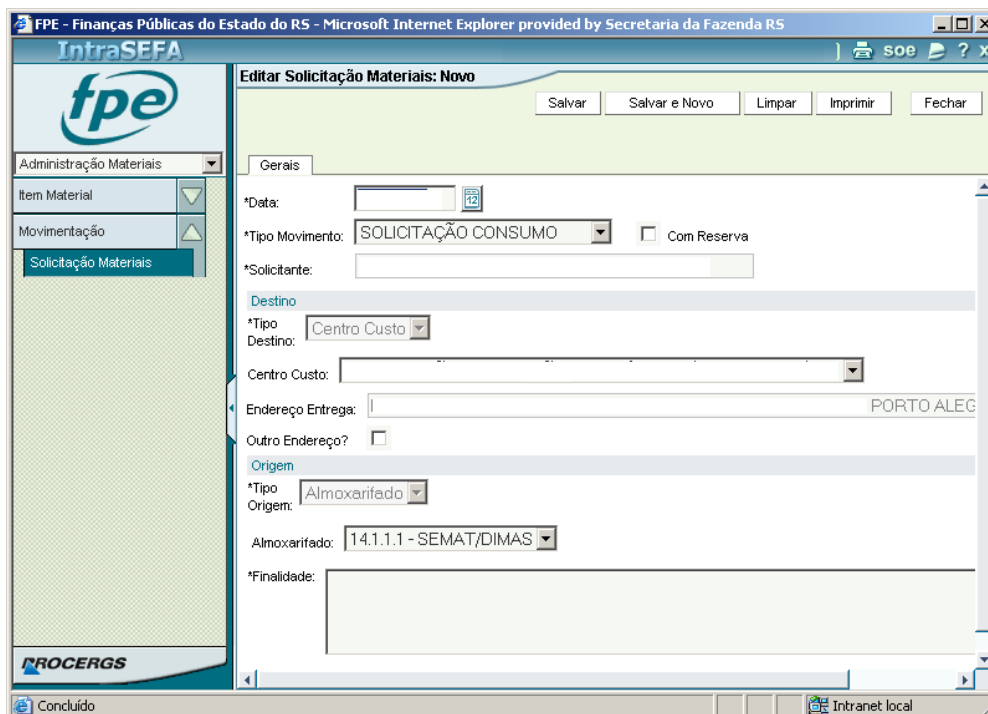 FPE - Finanças Públicas do Estado do RS - Microsoft Internet Explorer provided by Secretaria da Fazenda RS
IntraSEFA
soe ? x
fpe
Editar Solicitação Materiais: Novo
Salvar Salvar e Novo Limpar Imprimir Fechar
Administração Materiais
Gerais
Item Material
*Data:
12
Movimentação
*Tipo Movimento: SOLICITAÇÃO CONSUMO Com Reserva
Solicitação Materiais
*Solicitante:
Destino
*Tipo
Destino: Centro Custo
Centro Custo:
Endereço Entrega: PORTO ALEG
Outro Endereço?
Origem
*Tipo
Origem: Almoxarifado
Almoxarifado: 14.1.1.1 - SEMAT/DIMAS
*Finalidade:
PROCERGS
Concluído Intranet local